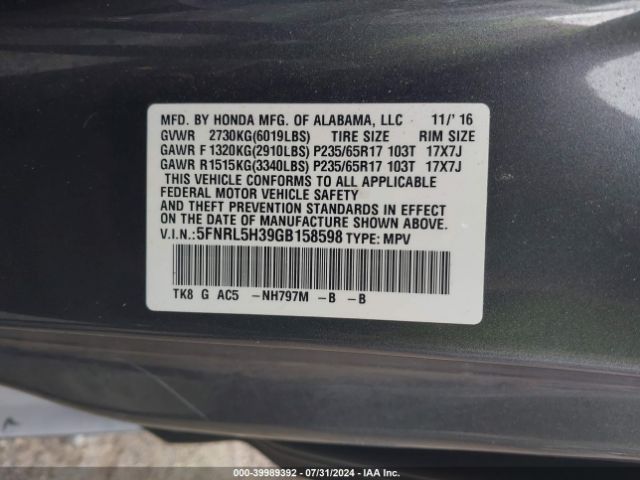 MFD. BY HONDA MFG. OF ALABAMA, LLC 11/' 16
GVWR 2730KG(6019LBS) TIRE SIZE RIM SIZE
GAWR F 1320KG(2910LBS) P235/65R17 103T 17X7J
GAWR R1515KG(3340LBS) P235/65R17 103T 17X7J
THIS VEHICLE CONFORMS TO ALL APPLICABLE
FEDERAL MOTOR VEHICLE SAFETY
AND THEFT PREVENTION STANDARDS IN EFFECT
ON THE DATE OF MANUFACTURE SHOWN ABOVE.
V.I.N.: 5FNRL5H39GB158598 TYPE: MPV
TK8 G AC5 -NH797M -B -B
000-39989392 - 07/31/2024 - IAA Inc.